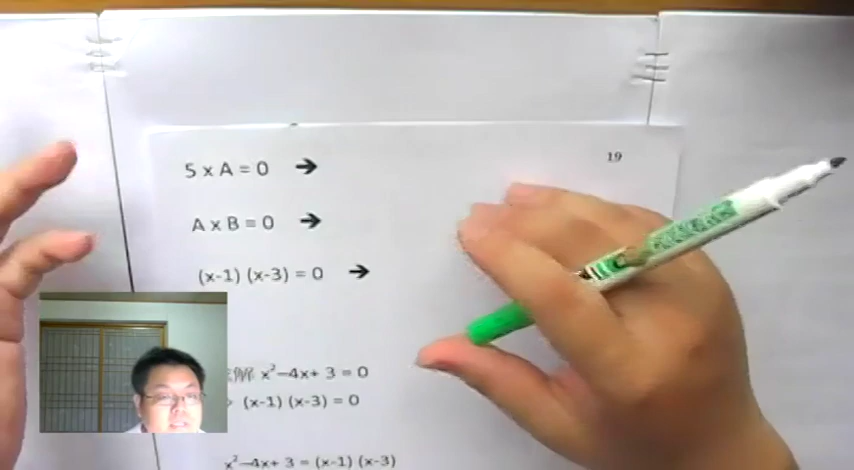 19
5 x A = 0 ➔
A x B = 0 ➔
(x-1) (x-3) = 0 ➔
解 x²-4x+ 3 = 0
(x-1) (x-3) = 0
x²-4x+ 3 = (x-1) (x-3)